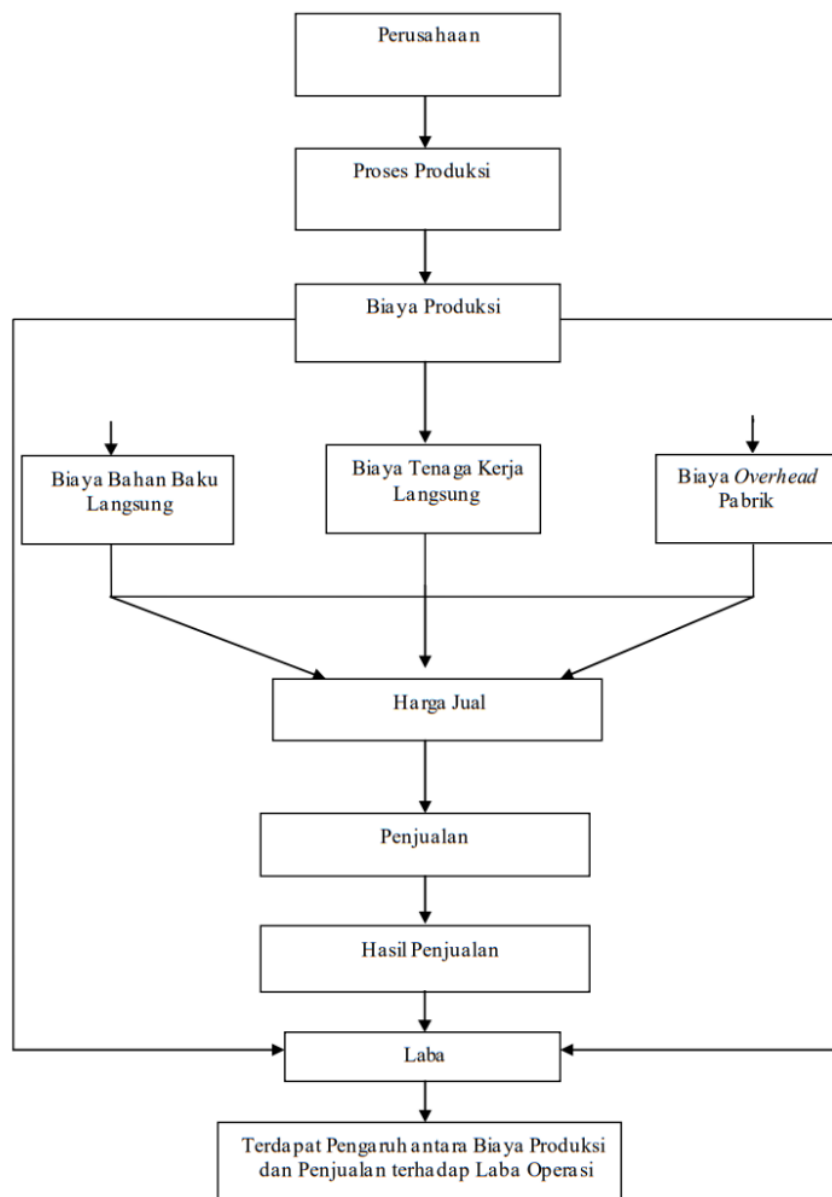 Perusahaan
Proses Produksi
Biaya Produksi
Biaya Bahan Baku
Langsung
Biaya Tenaga Kerja
Langsung
Biaya Overhead
Pabrik
Harga Jual
Penjualan
Hasil Penjualan
Laba
Terdapat Pengaruh antara Biaya Produksi
dan Penjualan terhadap Laba Operasi